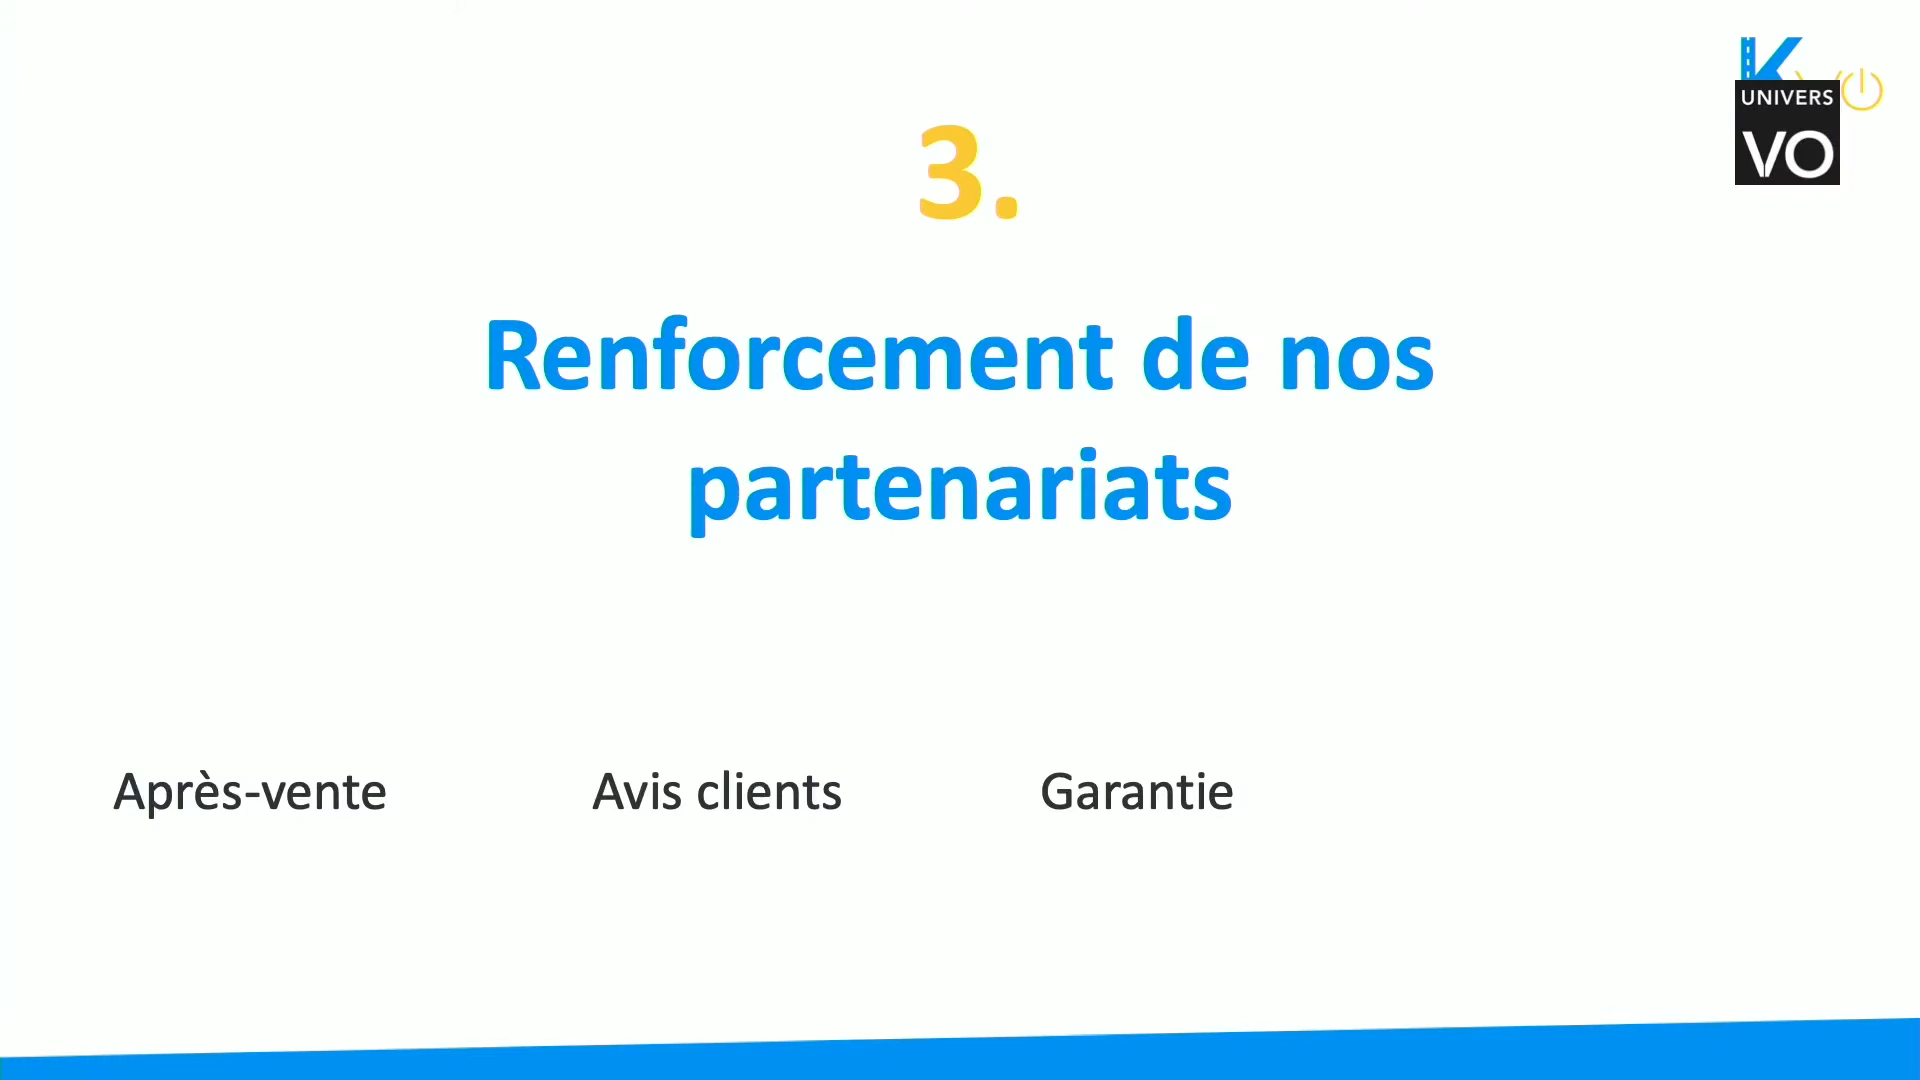 UNIVERS
VO
3.
Renforcement de nos
partenariats
Après-vente
Avis clients
Garantie